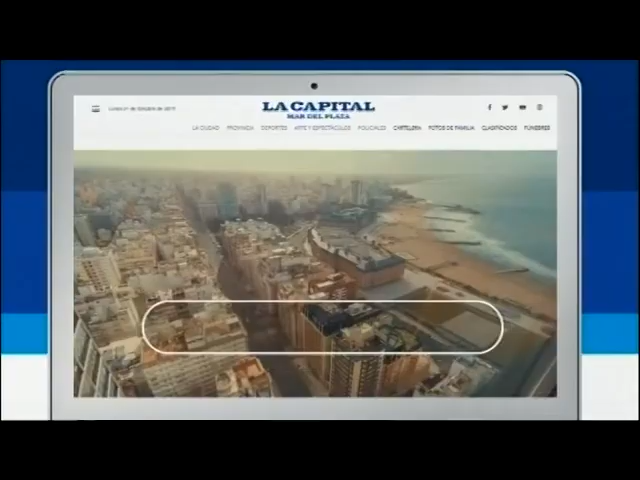 LA CAPITAL
MAR DEL PLATA
LA CIUDAD PROVINCIA DEPORTES ARTE Y ESPECTÁCULOS POLICIALES CARTELERA FOTOS DE FAMILIA CLASIFICADOS FÚNEBRES